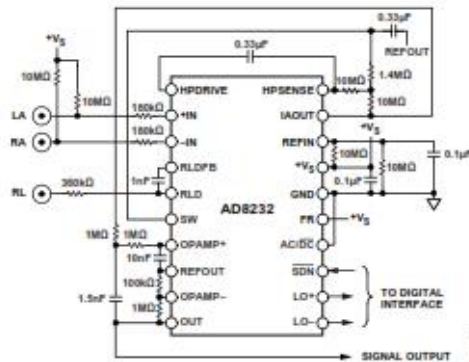 0.33µF
+VS
0.33µF
REFOUT
10MΩ
1.4MΩ
HPDRIVE
HPSENSE
10MΩ
10MΩ
10MΩ
180kΩ
LA
+IN
IAOUT
180kΩ
RA
–IN
REFIN
+VS
10MΩ
10MΩ
0.1µF
RLDFB
+VS
1nF
0.1µF
RL
360kΩ
RLD
GND
AD8232
SW
FR
+VS
1MΩ
1MΩ
OPAMP+
AC/DC
10nF
REFOUT
SDN
100kΩ
OPAMP–
LO+
TO DIGITAL
INTERFACE
1.5nF
1MΩ
OUT
LO–
SIGNAL OUTPUT